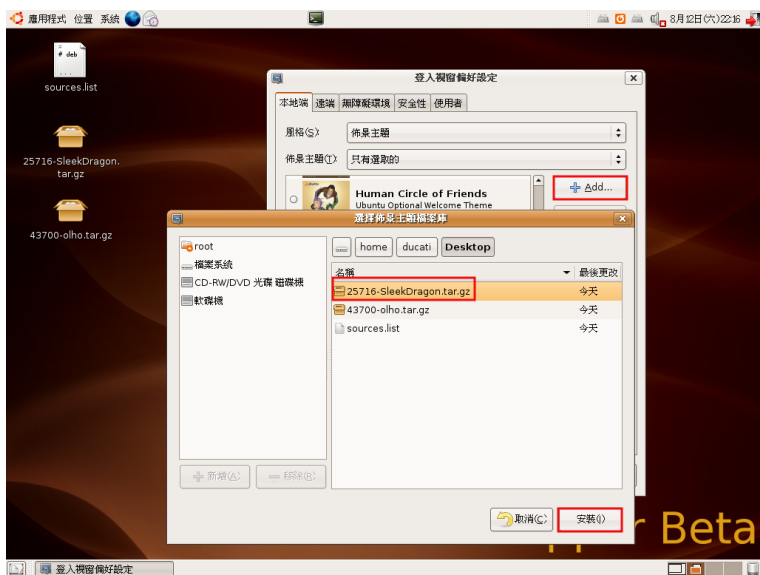 應用程式 位置 系統
8月12日(六)22:16
# deb
...
sources.list
25716-SleekDragon.
tar.gz
43700-olho.tar.gz
登入視窗偏好設定
本地端 遠端 無障礙環境 安全性 使用者
風格(S)
佈景主題
佈景主題(T)
只有選取的
Human Circle of Friends
Ubuntu Optional Welcome Theme
Add...
選擇佈景主題檔案庫
root
檔案系統
CD-RW/DVD 光碟 磁碟機
軟碟機
home ducati Desktop
名稱 最後更改
25716-SleekDragon.tar.gz 今天
43700-olho.tar.gz 今天
sources.list 今天
新增(A) 移除(R)
取消(C) 安裝(I)
Beta
登入視窗偏好設定